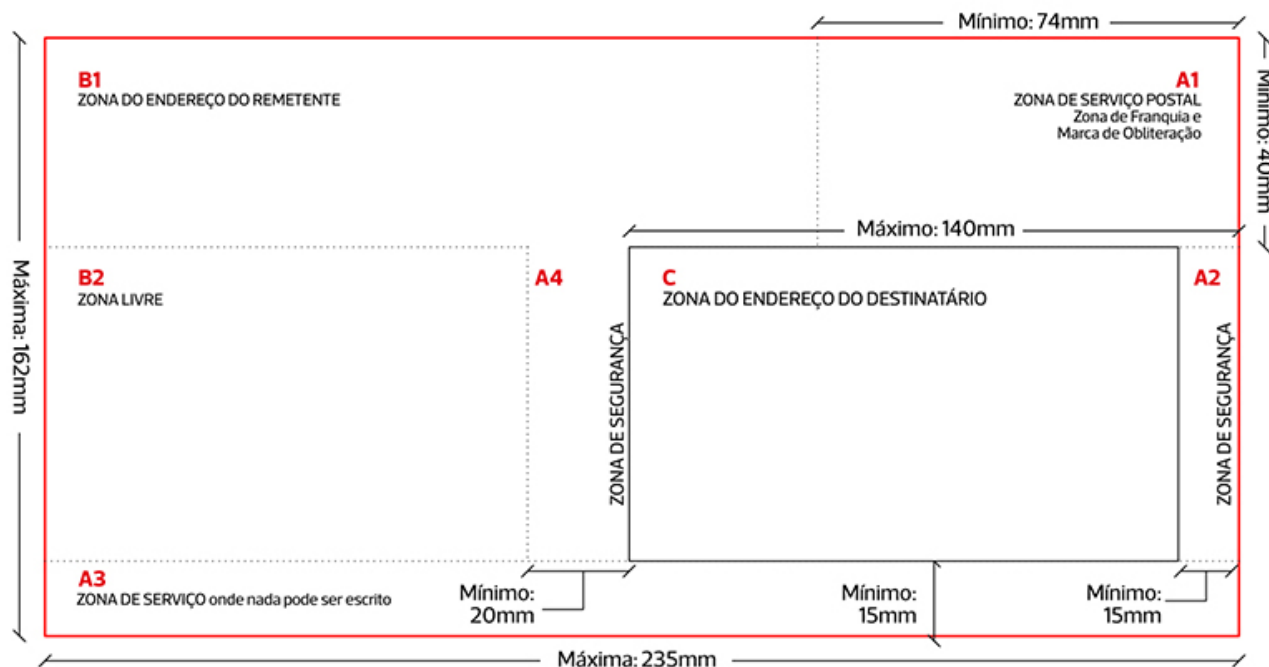 Mínimo: 74mm
B1
ZONA DO ENDEREÇO DO REMETENTE
A1
ZONA DE SERVIÇO POSTAL
Zona de Franquia e
Marca de Obliteração
Mínimo: 40mm
Máximo: 140mm
B2
ZONA LIVRE
A4
ZONA DE SEGURANÇA
C
ZONA DO ENDEREÇO DO DESTINATÁRIO
A2
ZONA DE SEGURANÇA
Máxima: 162mm
A3
ZONA DE SERVIÇO onde nada pode ser escrito
Mínimo:
20mm
Mínimo:
15mm
Mínimo:
15mm
Máxima: 235mm